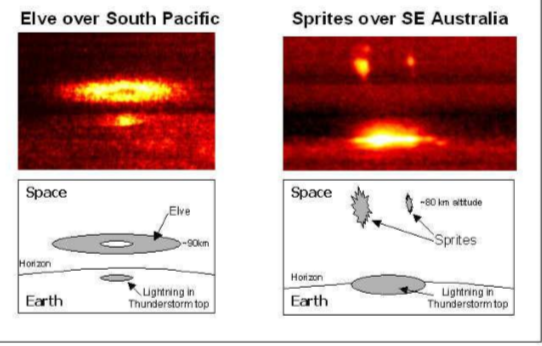 Elve over South Pacific
Sprites over SE Australia
Space
Elve
~90km
Horizon
Lightning in
Thunderstorm top
Earth
Space
~80 km altitude
Sprites
Horizon
Lightning in
Thunderstorm top
Earth